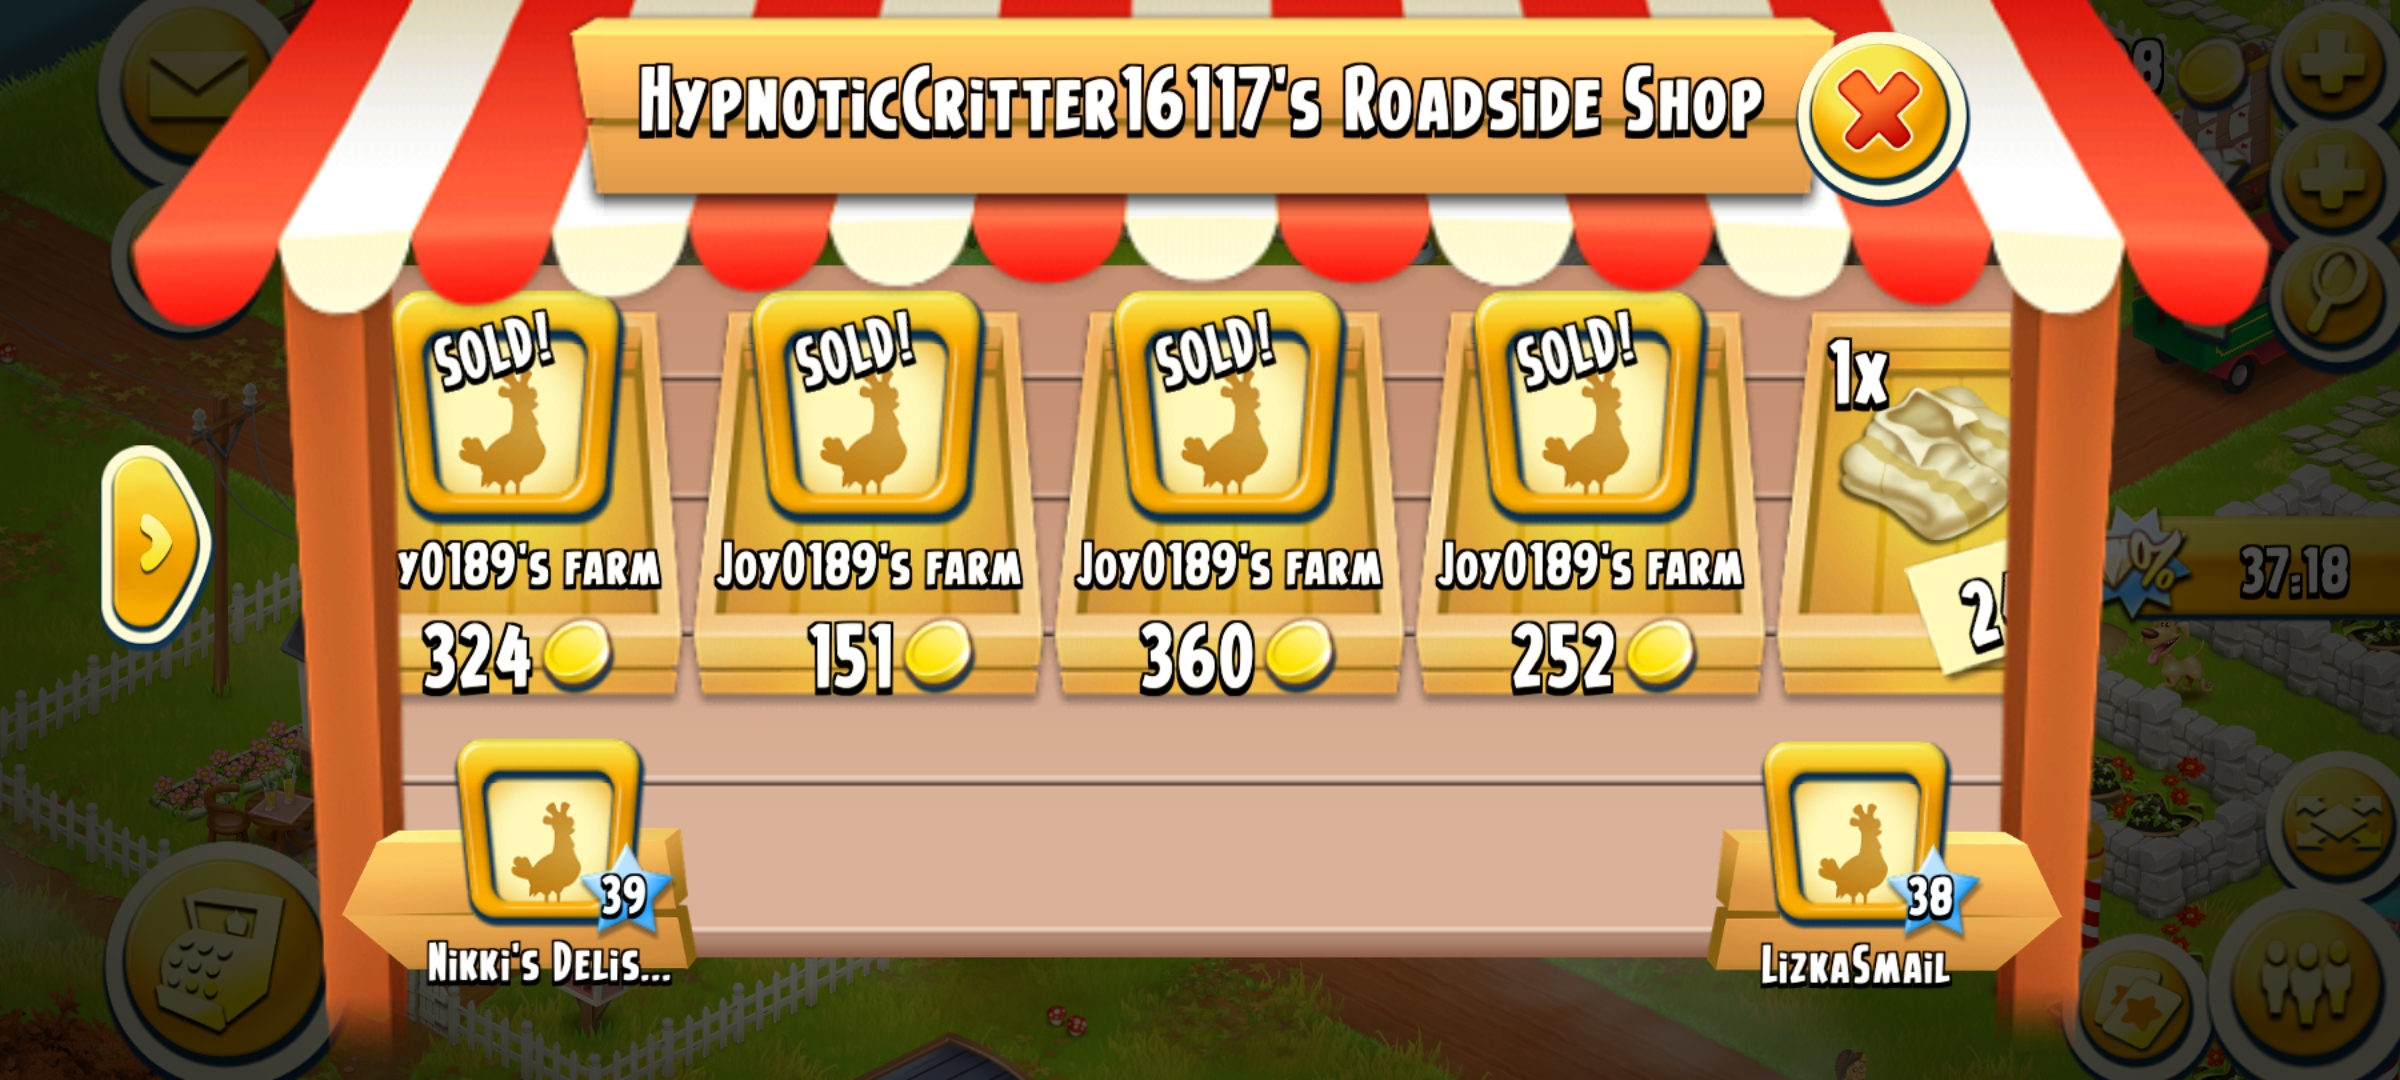 HypnoticCritter16117's Roadside Shop
SOLD!
SOLD!
SOLD!
SOLD!
1x
y0189's farm
Joy0189's farm
Joy0189's farm
Joy0189's farm
37:18
324
151
360
252
39
38
Nikki's Delis...
LizkaSmail